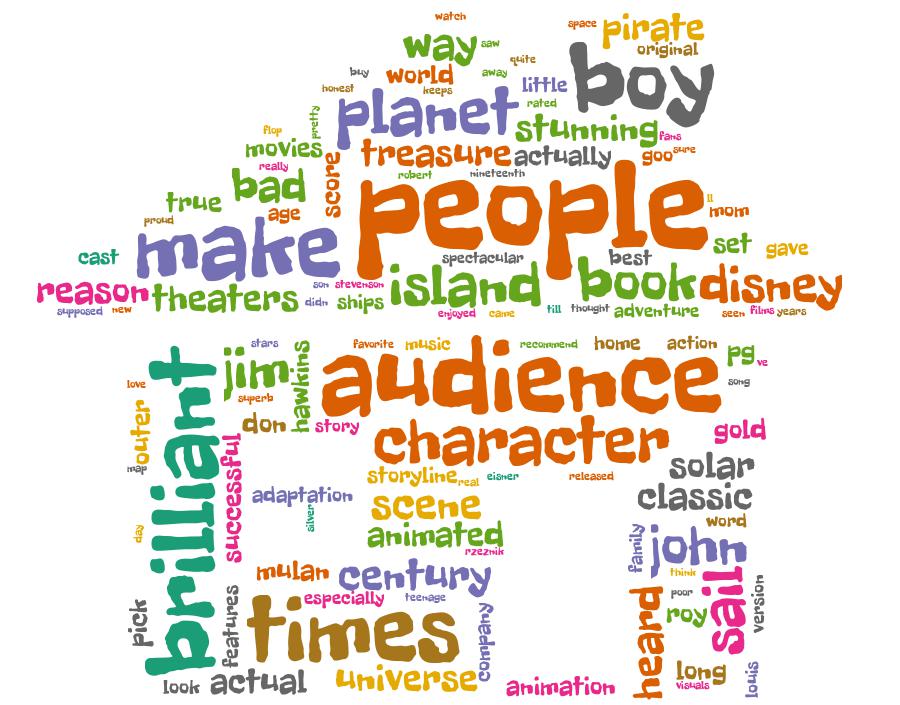 watch
space
pirate
way
saw
original
boy
quite
buy
world
away
honest
keeps
little
planet
rated
pretty
stunning
fans
flop
movies
treasure
actually
goo
sure
really
score
robert
nineteenth
bad
people
true
age
ll
mom
proud
make
set
gave
cast
spectacular
best
reason
theaters
son
stevenson
island
book
disney
supposed
new
didn
ships
enjoyed
came
till
thought
adventure
seen
films
years
stars
favorite
music
recommend
home
action
pg
ve
brilliant
jim
hawkins
audience
love
superb
song
outer
don
story
character
gold
map
successful
storyline
real
eisner
released
solar
adaptation
classic
silver
scene
word
day
animated
rzeznik
family
john
mulan
century
think
sail
version
especially
teenage
poor
pick
features
times
company
heard
roy
look
actual
universe
animation
long
visuals
louis